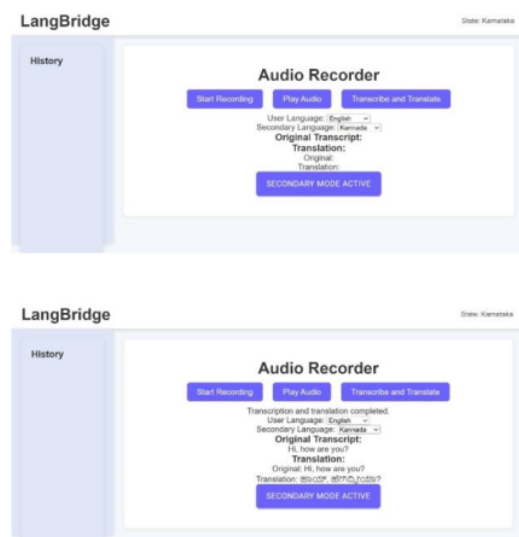 LangBridge
State: Karnataka
History
Audio Recorder
Start Recording Play Audio Transcribe and Translate
User Language: English
Secondary Language: Kannada
Original Transcript:
Translation:
Original:
Translation:
SECONDARY MODE ACTIVE
LangBridge
State: Karnataka
History
Audio Recorder
Start Recording Play Audio Transcribe and Translate
Transcription and translation completed.
User Language: English
Secondary Language: Kannada
Original Transcript:
Hi, how are you?
Translation:
Original: Hi, how are you?
Translation: ಹಾಯ್, ಹೇಗಿದ್ದೀಯಾ?
SECONDARY MODE ACTIVE